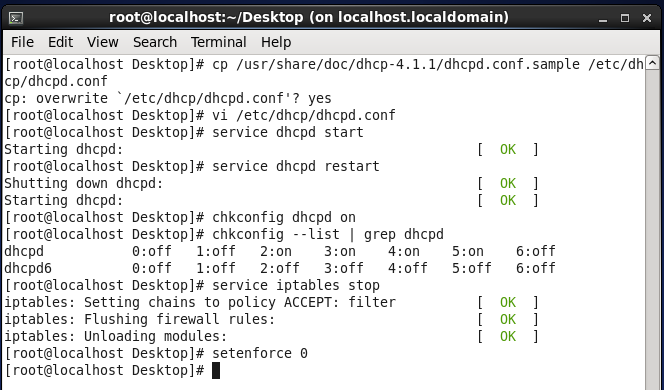 root@localhost:~/Desktop (on localhost.localdomain)
File Edit View Search Terminal Help
[root@localhost Desktop]# cp /usr/share/doc/dhcp-4.1.1/dhcpd.conf.sample /etc/dh
cp/dhcpd.conf
cp: overwrite `/etc/dhcp/dhcpd.conf'? yes
[root@localhost Desktop]# vi /etc/dhcp/dhcpd.conf
[root@localhost Desktop]# service dhcpd start
Starting dhcpd:                                            [  OK  ]
[root@localhost Desktop]# service dhcpd restart
Shutting down dhcpd:                                       [  OK  ]
Starting dhcpd:                                            [  OK  ]
[root@localhost Desktop]# chkconfig dhcpd on
[root@localhost Desktop]# chkconfig --list | grep dhcpd
dhcpd           0:off   1:off   2:on    3:on    4:on    5:on    6:off
dhcpd6          0:off   1:off   2:off   3:off   4:off   5:off   6:off
[root@localhost Desktop]# service iptables stop
iptables: Setting chains to policy ACCEPT: filter          [  OK  ]
iptables: Flushing firewall rules:                         [  OK  ]
iptables: Unloading modules:                               [  OK  ]
[root@localhost Desktop]# setenforce 0
[root@localhost Desktop]#